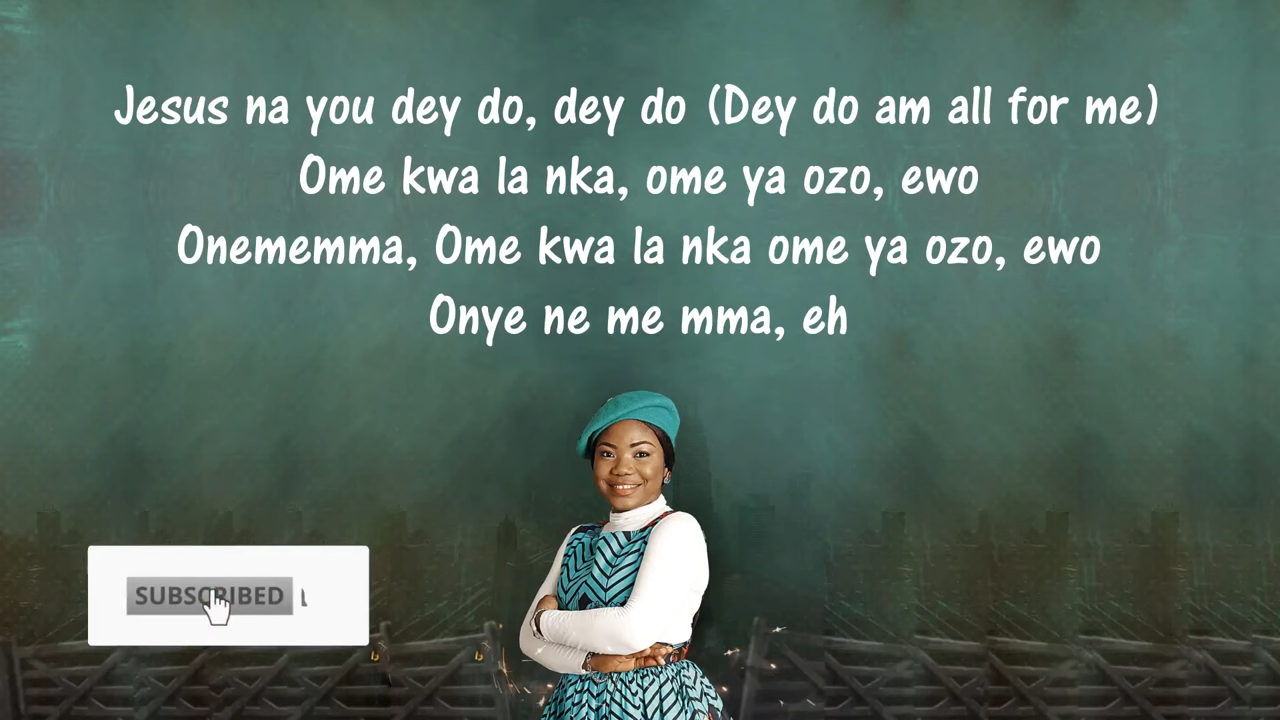 Jesus na you dey do, dey do (Dey do am all for me)
Ome kwa la nka, ome ya ozo, ewo
Onememma, Ome kwa la nka ome ya ozo, ewo
Onye ne me mma, eh
SUBSCRIBED